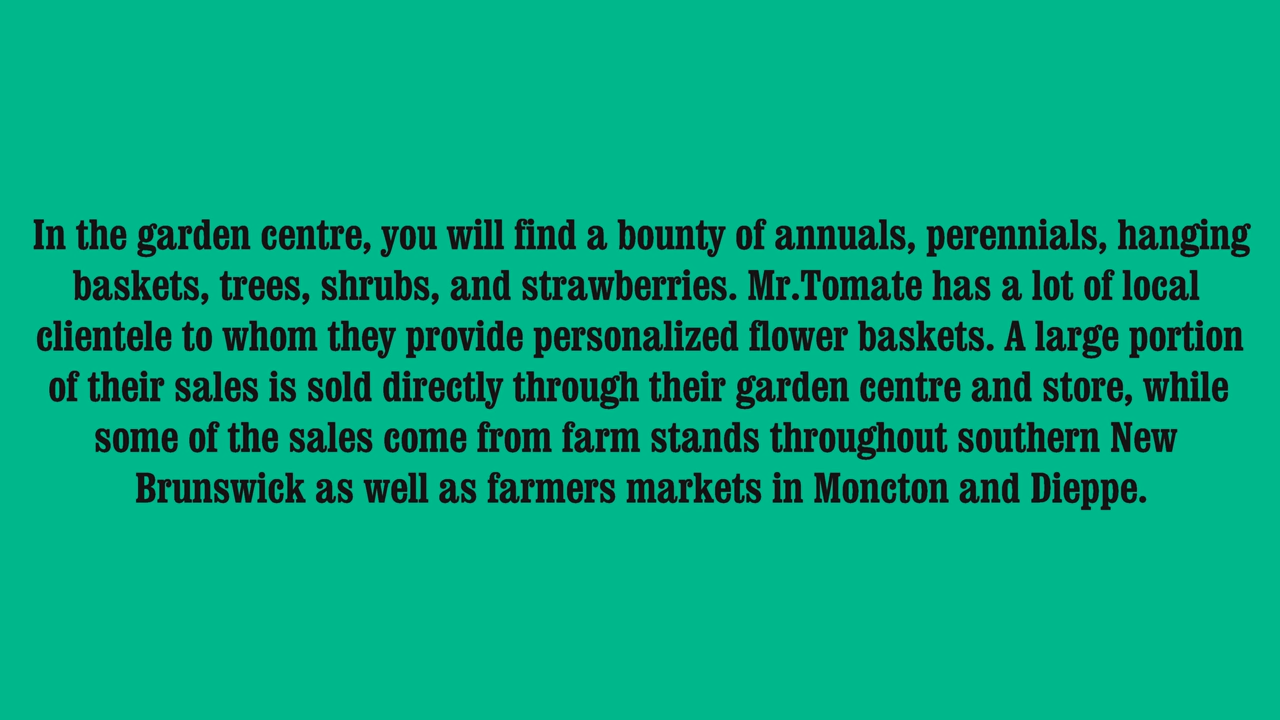 In the garden centre, you will find a bounty of annuals, perennials, hanging
baskets, trees, shrubs, and strawberries. Mr.Tomate has a lot of local
clientele to whom they provide personalized flower baskets. A large portion
of their sales is sold directly through their garden centre and store, while
some of the sales come from farm stands throughout southern New
Brunswick as well as farmers markets in Moncton and Dieppe.